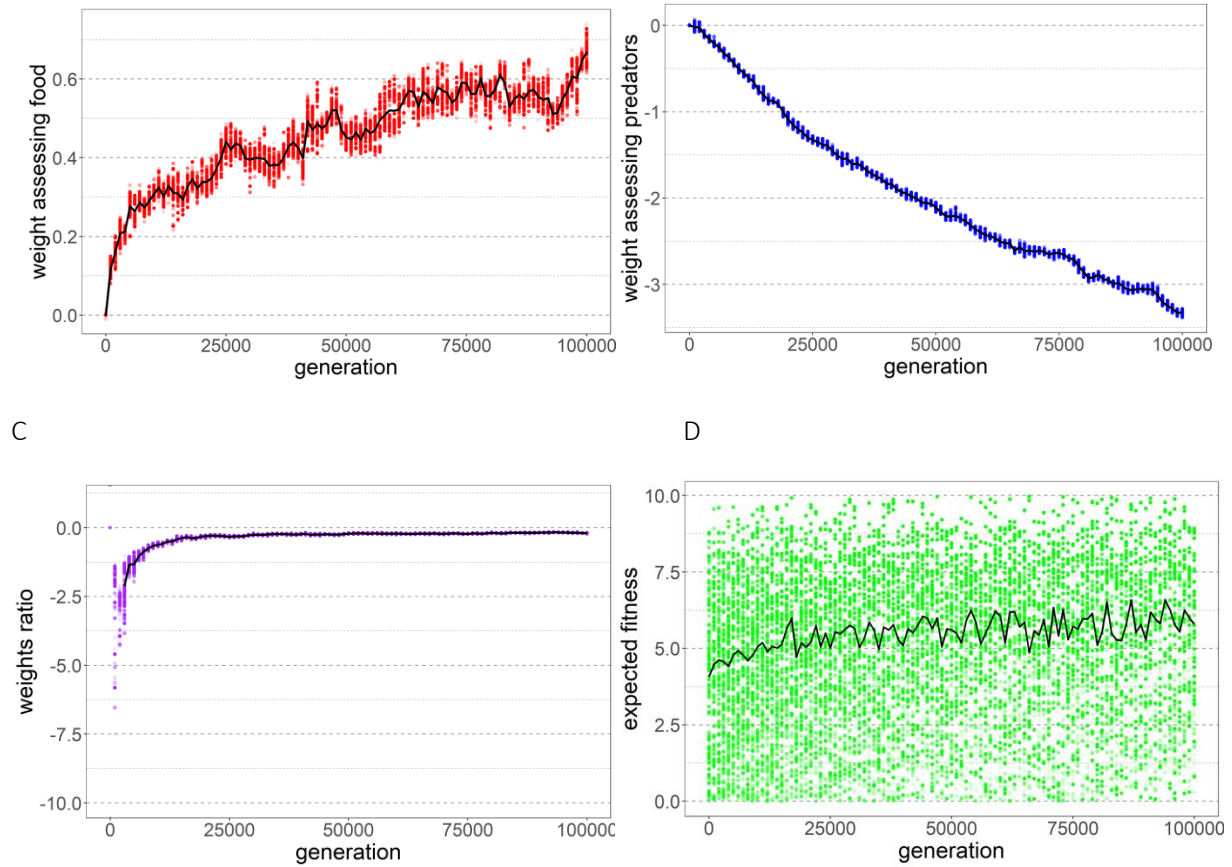 weight assessing food
0.6
0.4
0.2
0.0
0 25000 50000 75000 100000
generation
weight assessing predators
0
-1
-2
-3
0 25000 50000 75000 100000
generation
C
weights ratio
0.0
-2.5
-5.0
-7.5
-10.0
0 25000 50000 75000 100000
generation
D
expected fitness
10.0
7.5
5.0
2.5
0.0
0 25000 50000 75000 100000
generation